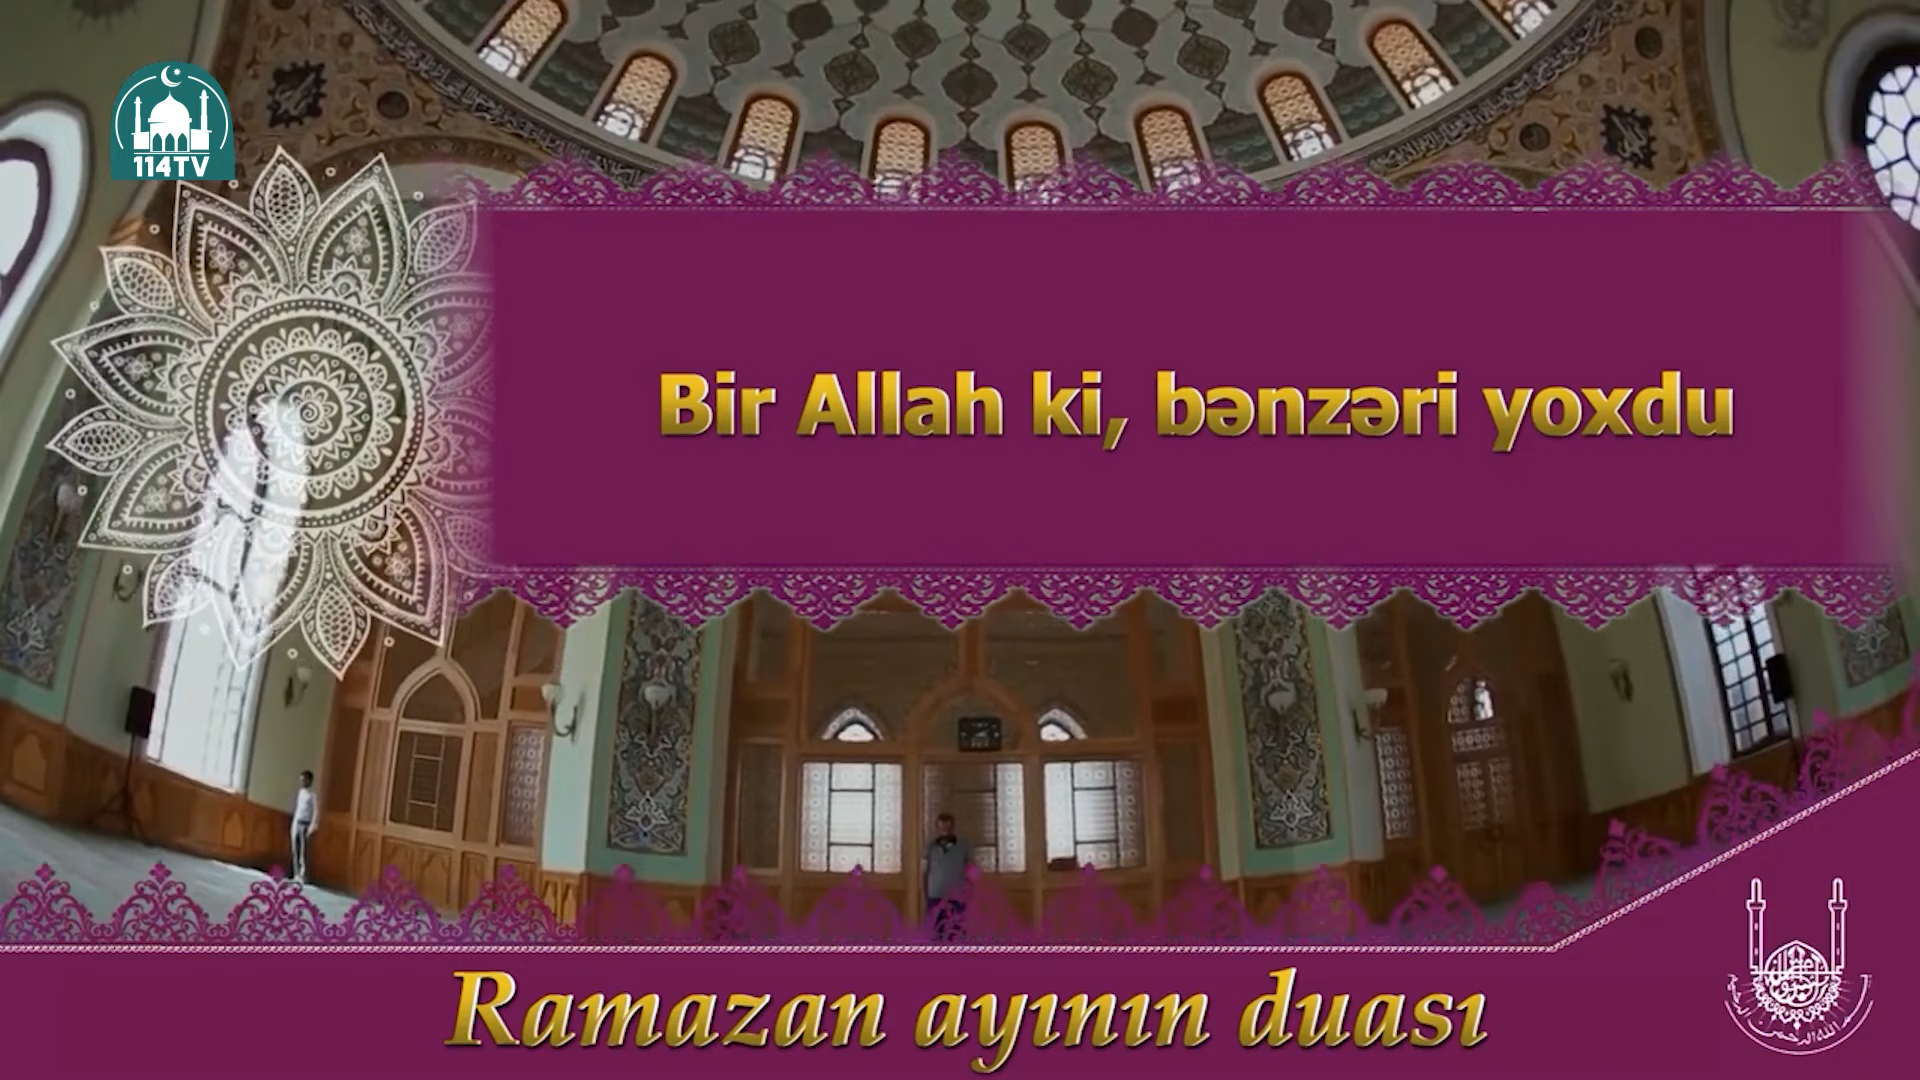 114TV
Bir Allah ki, bənzəri yoxdu
Ramazan ayının duası